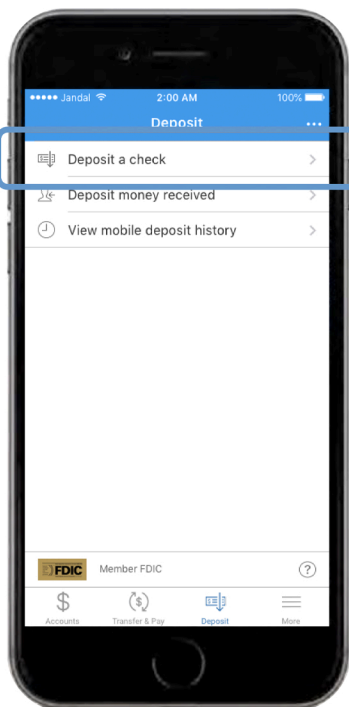 Jandal 2:00 AM 100%
Deposit
Deposit a check
Deposit money received
View mobile deposit history
FDIC Member FDIC ?
Accounts Transfer & Pay Deposit More